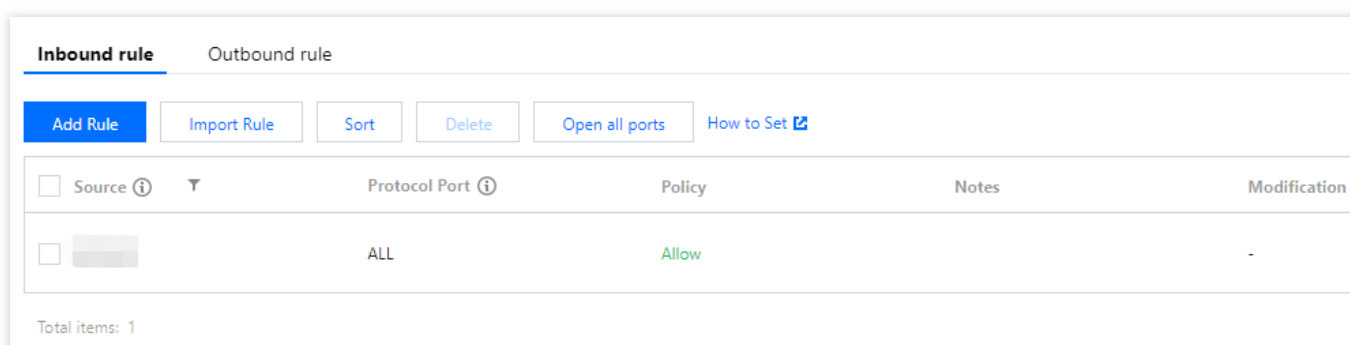 Inbound rule Outbound rule
Add Rule Import Rule Sort Delete Open all ports How to Set
Source Protocol Port Policy Notes Modification
ALL Allow -
Total items: 1